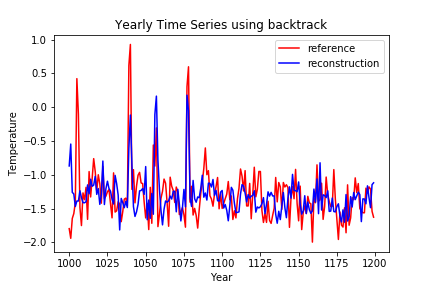 Yearly Time Series using backtrack
reference
reconstruction
Temperature
1.0
0.5
0.0
−0.5
−1.0
−1.5
−2.0
1000 1025 1050 1075 1100 1125 1150 1175 1200
Year